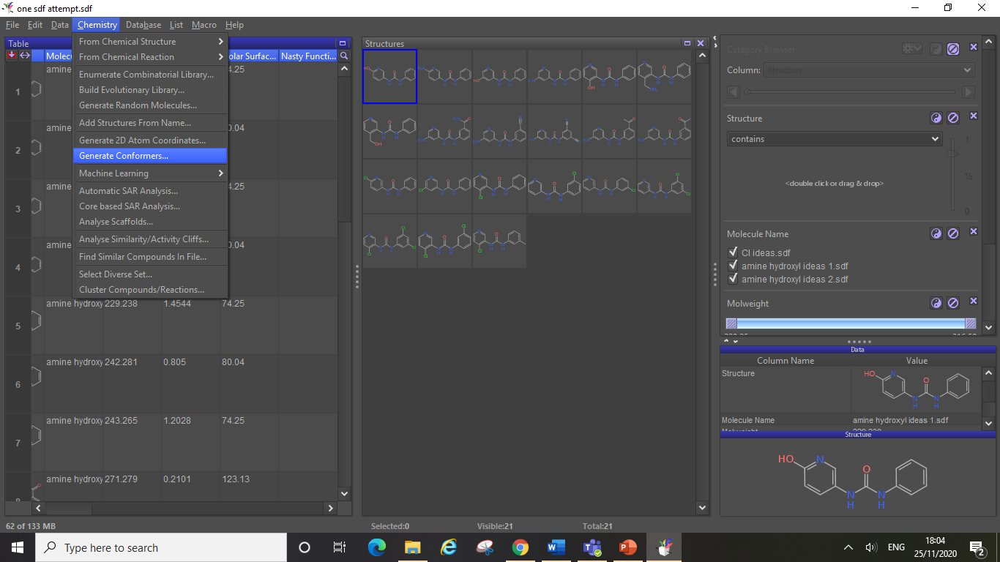 one sdf attempt.sdf
File Edit Data Chemistry Database List Macro Help
Table
Molec
olar Surfac...
Nasty Functi...
From Chemical Structure
From Chemical Reaction
Enumerate Combinatorial Library...
Build Evolutionary Library...
Generate Random Molecules...
Add Structures From Name...
Generate 2D Atom Coordinates...
Generate Conformers...
Machine Learning
Automatic SAR Analysis...
Core based SAR Analysis...
Analyse Scaffolds...
Analyse Similarity/Activity Cliffs...
Find Similar Compounds In File...
Select Diverse Set...
Cluster Compounds/Reactions...
1 amine 4.25
2 amine 0.04
3 amine 4.25
4 amine 0.04
5 amine hydroxy 229.238 1.4544 74.25
6 amine hydroxy 242.281 0.805 80.04
7 amine hydroxy 243.265 1.2028 74.25
8 amine hydroxy 271.279 0.2101 123.13
62 of 133 MB
Structures
Selected:0 Visible:21 Total:21
Category Browser
Column: Structure
Structure
contains
1
½
0
<double click or drag & drop>
Molecule Name
CI ideas.sdf
amine hydroxyl ideas 1.sdf
amine hydroxyl ideas 2.sdf
Molweight
Data
Column Name Value
Structure
HO N O N H N H
Molecule Name amine hydroxyl ideas 1.sdf
Molweight 229.238
Structure
HO N O N H N H
Type here to search
ENG
18:04
25/11/2020
2